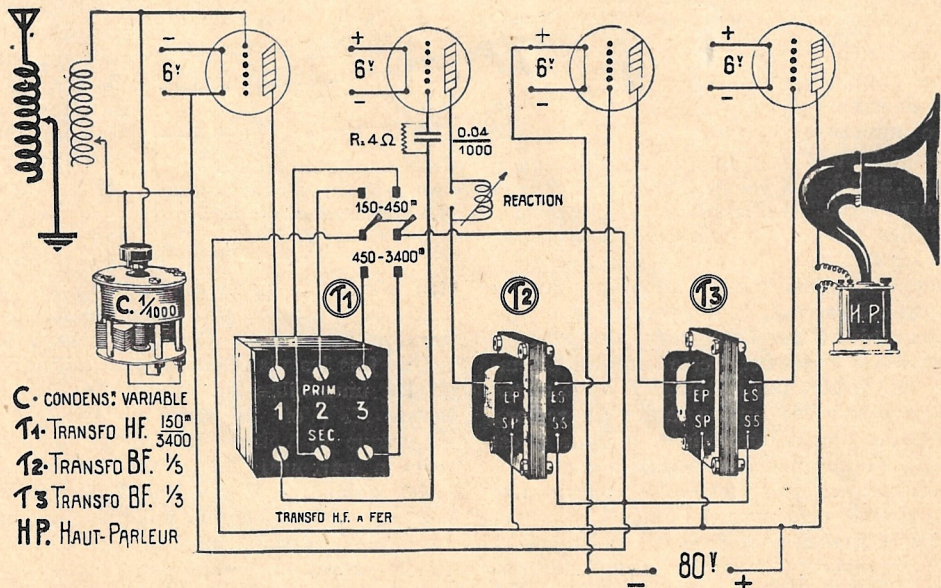 -
6V
-
+
6V
-
+
6V
-
+
6V
-
R=4Ω
0.04
1000
150-450m
REACTION
450-3400m
C. 1/1000
T1
T2
T3
H.P.
PRIM.
1 2 3
SEC.
EP ES
SP SS
EP ES
SP SS
C. CONDENS: VARIABLE
T1. TRANSFO HF. 150m
3400
T2. TRANSFO BF. 1/5
T3 TRANSFO BF. 1/3
HP. HAUT-PARLEUR
TRANSFO H.F. A FER
- 80V +